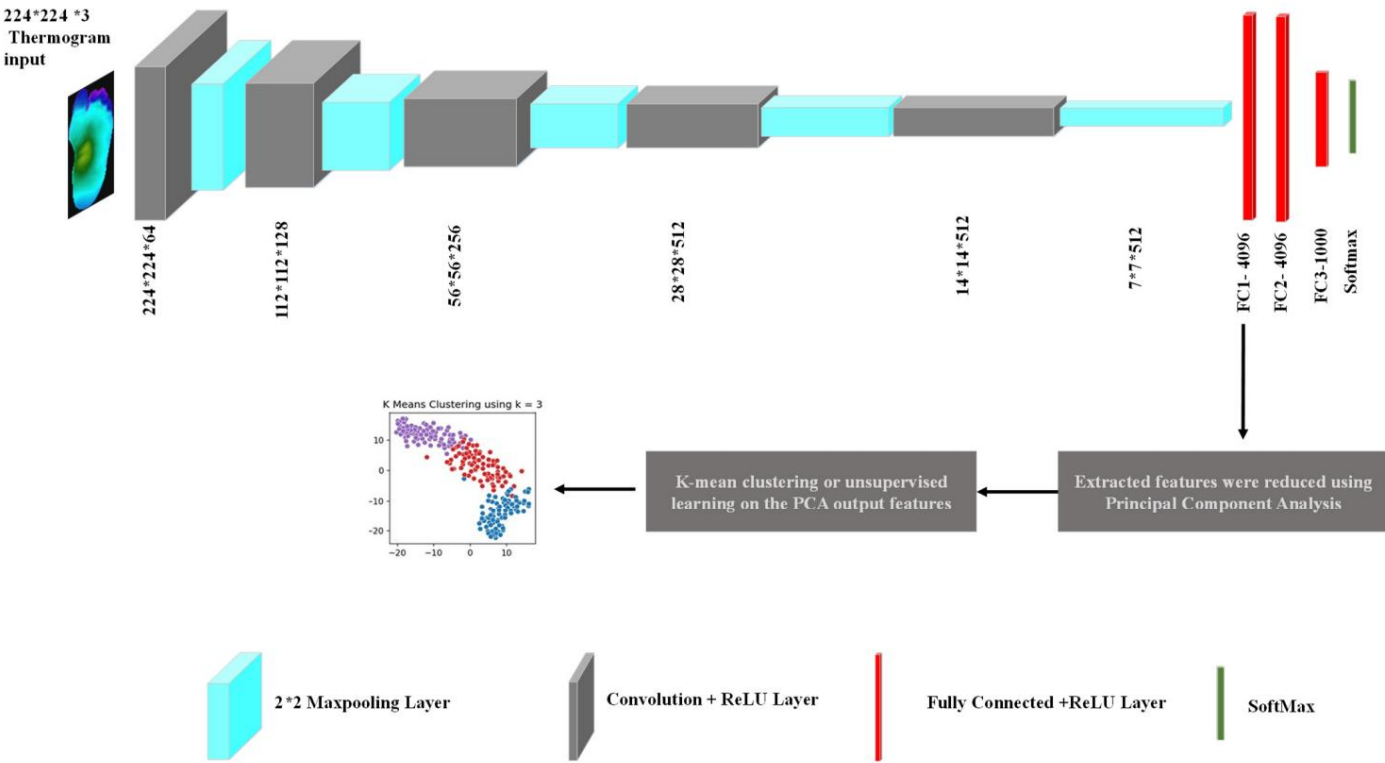 224*224 *3
Thermogram
input
224*224*64
112*112*128
56*56*256
28*28*512
14*14*512
7*7*512
FC1- 4096
FC2- 4096
FC3-1000
Softmax
K Means Clustering using k = 3
10
0
−10
−20
−20
−10
0
10
K-mean clustering or unsupervised
learning on the PCA output features
Extracted features were reduced using
Principal Component Analysis
2*2 Maxpooling Layer
Convolution + ReLU Layer
Fully Connected +ReLU Layer
SoftMax